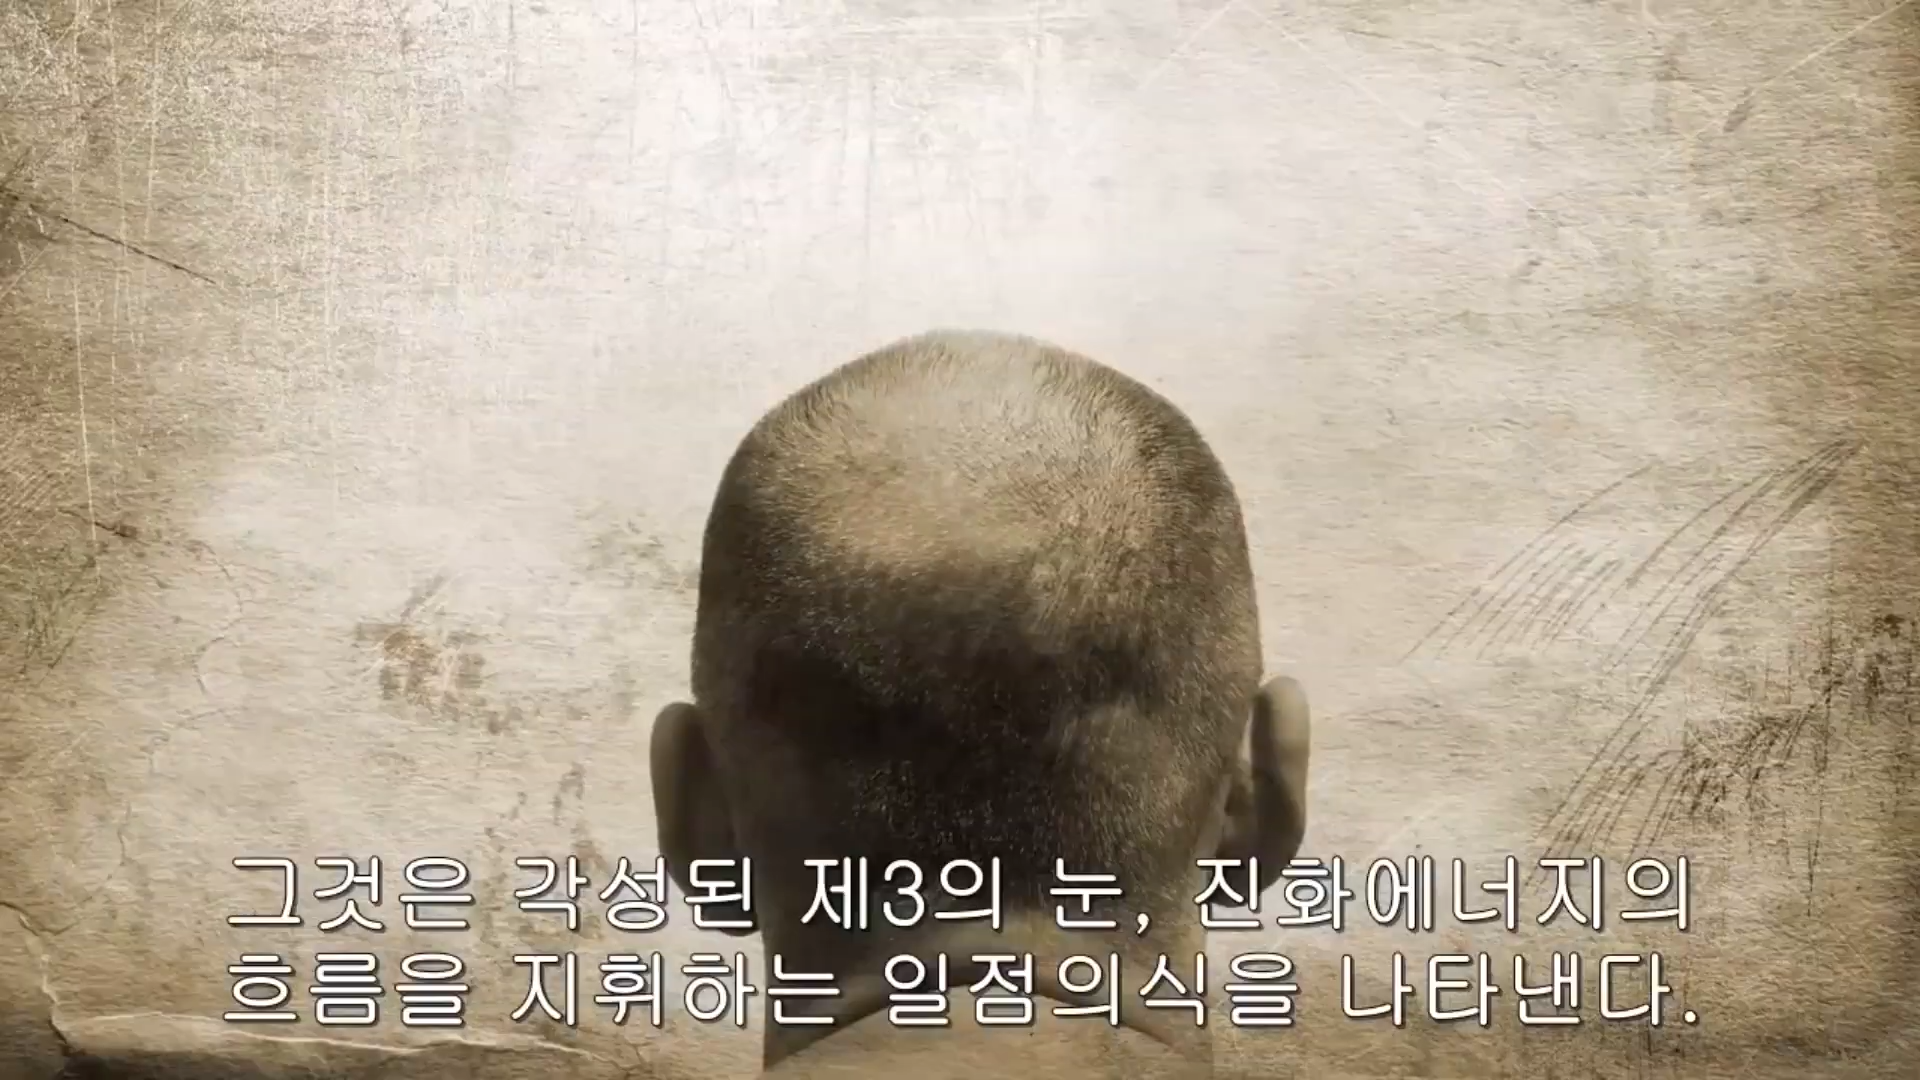 그것은 각성된 제3의 눈, 진화에너지의
흐름을 지휘하는 일점의식을 나타낸다.